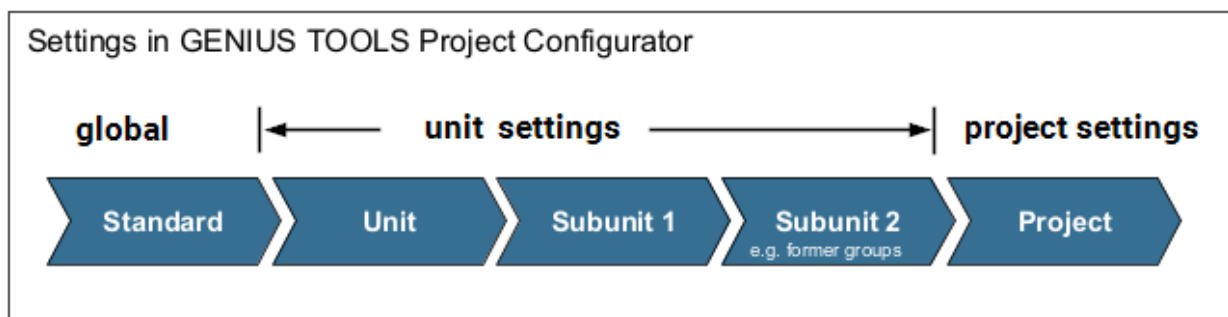 Settings in GENIUS TOOLS Project Configurator
global unit settings project settings
Standard Unit Subunit 1 Subunit 2 Project
e.g. former groups